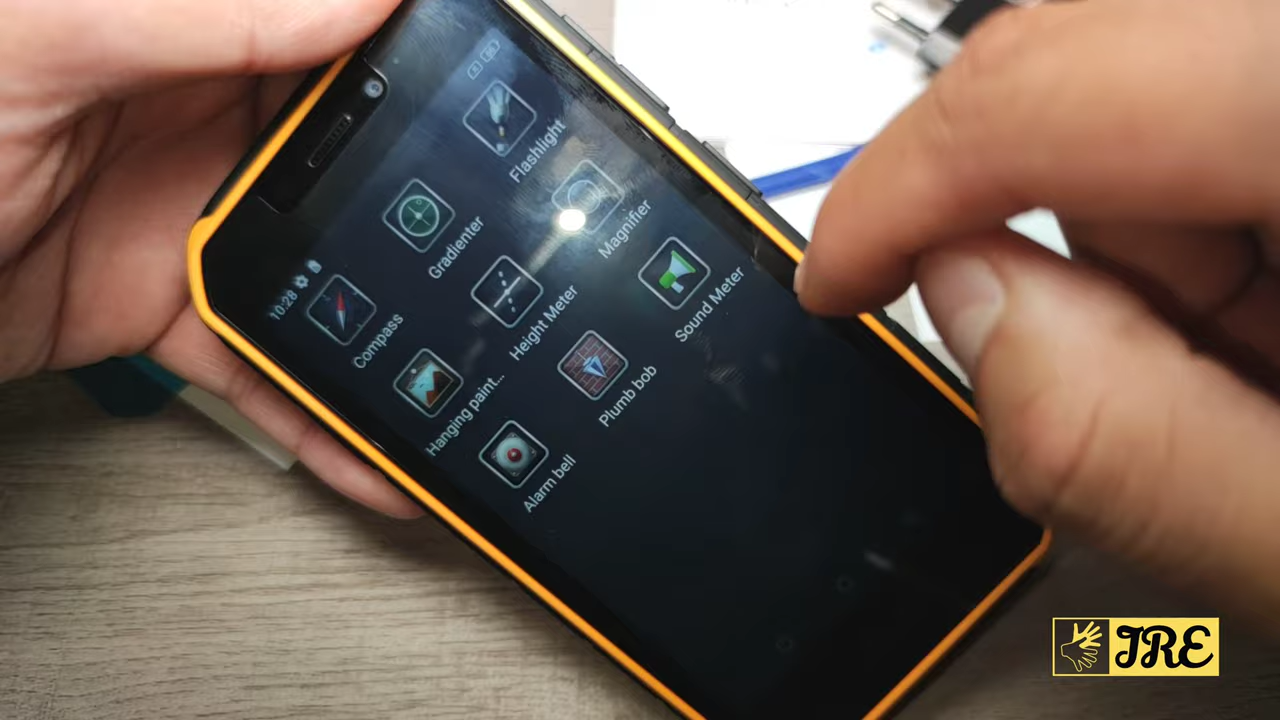 10:28
Compass
Gradienter
Flashlight
Hanging paint...
Height Meter
Magnifier
Alarm bell
Plumb bob
Sound Meter
JRE